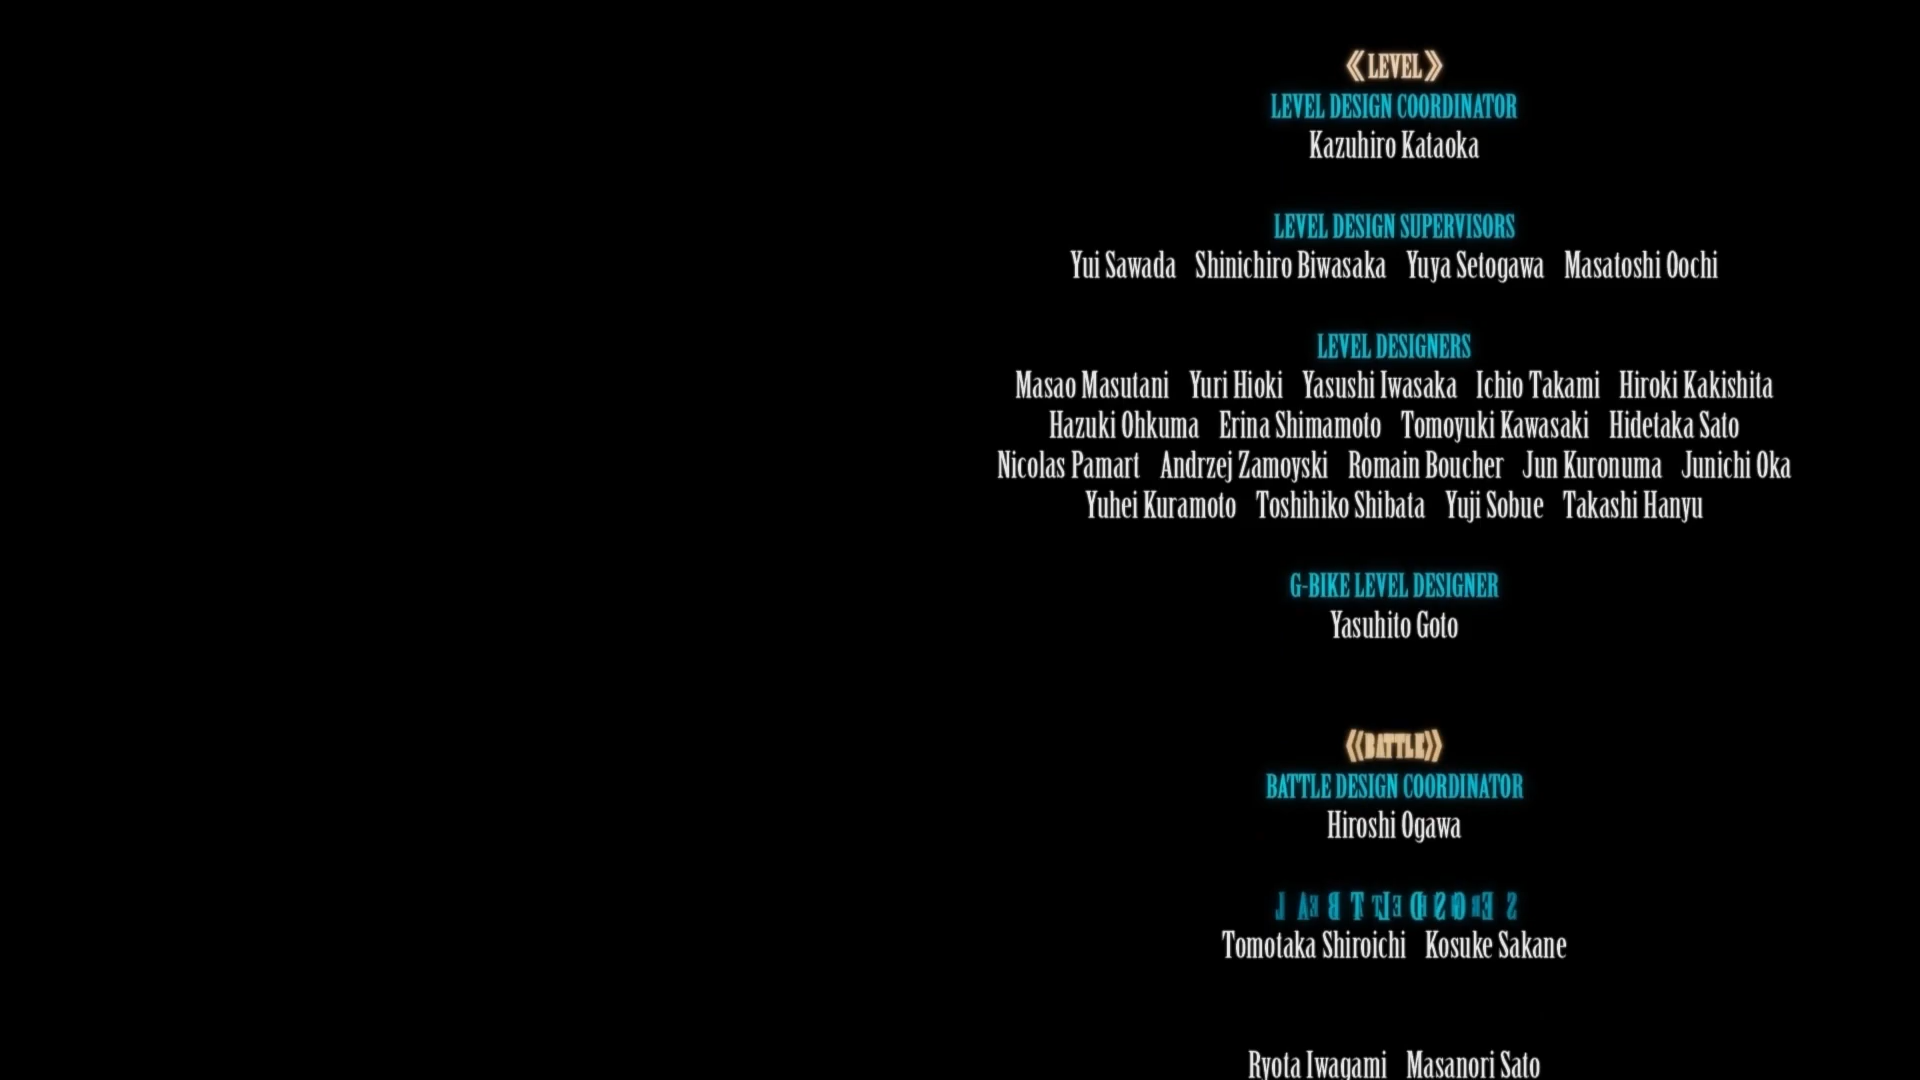 《LEVEL》
LEVEL DESIGN COORDINATOR
Kazuhiro Kataoka
LEVEL DESIGN SUPERVISORS
Yui Sawada Shinichiro Biwasaka Yuya Setogawa Masatoshi Oochi
LEVEL DESIGNERS
Masao Masutani Yuri Hioki Yasushi Iwasaka Ichio Takami Hiroki Kakishita
Hazuki Ohkuma Erina Shimamoto Tomoyuki Kawasaki Hidetaka Sato
Nicolas Pamart Andrzej Zamoyski Romain Boucher Jun Kuronuma Junichi Oka
Yuhei Kuramoto Toshihiko Shibata Yuji Sobue Takashi Hanyu
G-BIKE LEVEL DESIGNER
Yasuhito Goto
《BATTLE》
BATTLE DESIGN COORDINATOR
Hiroshi Ogawa
Tomotaka Shiroichi Kosuke Sakane
Ryota Iwagami Masanori Sato